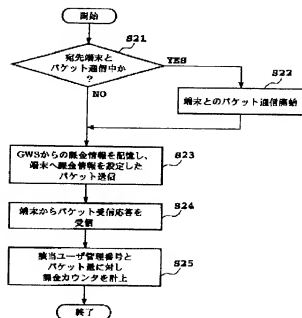 開始
S21
宛先端末と
パケット通信中か
?
YES
NO
S22
端末とのパケット通信開始
S23
GWSからの課金情報を記憶し、
端末へ課金情報を設定した
パケット送信
S24
端末からパケット受信応答を
受信
S25
該当ユーザ管理番号と
パケット量に対し
課金カウンタを計上
終了